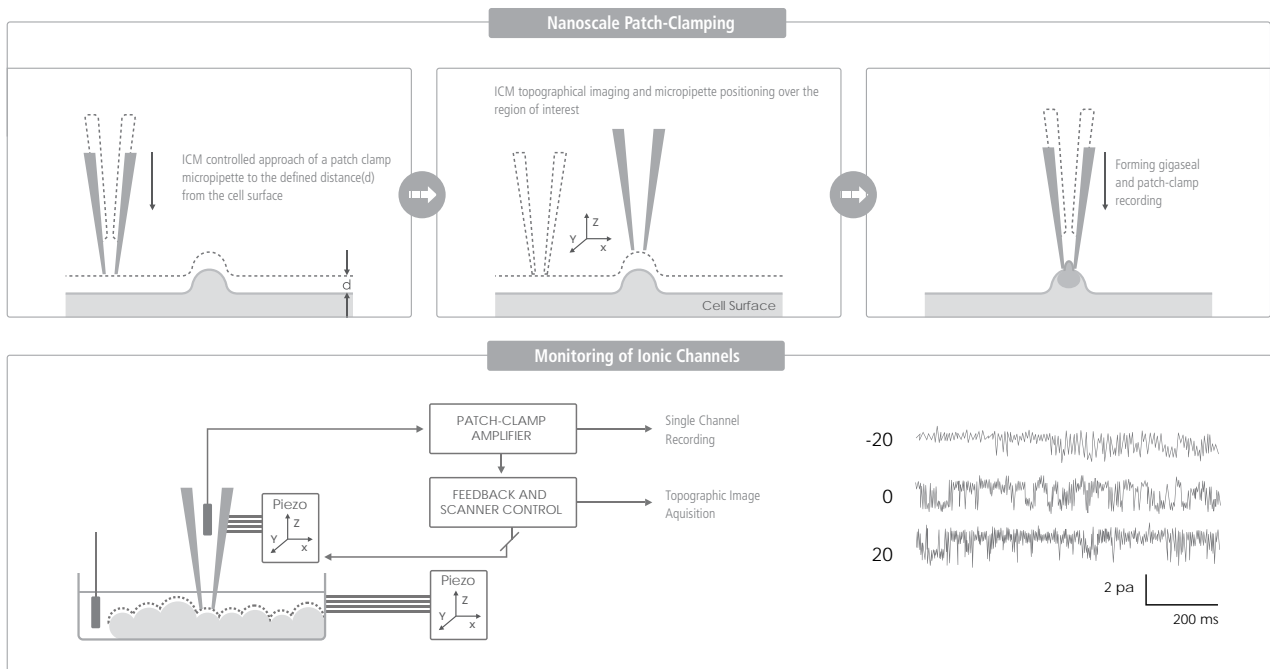 Nanoscale Patch-Clamping
ICM controlled approach of a patch clamp
micropipette to the defined distance(d)
from the cell surface
d
ICM topographical imaging and micropipette positioning over the
region of interest
Z
Y
x
Cell Surface
Forming gigaseal
and patch-clamp
recording
Monitoring of Ionic Channels
PATCH-CLAMP
AMPLIFIER
Single Channel
Recording
FEEDBACK AND
SCANNER CONTROL
Topographic Image
Aquisition
Piezo
Z
Y
x
Piezo
Z
Y
x
-20
0
20
2 pa
200 ms